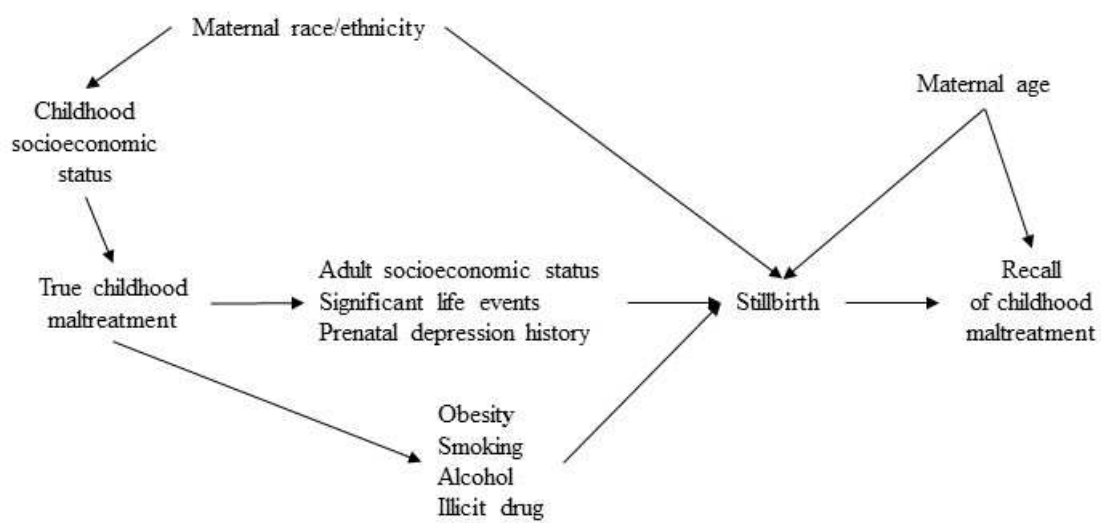 Maternal race/ethnicity
Maternal age
Childhood
socioeconomic
status
True childhood
maltreatment
Adult socioeconomic status
Significant life events
Prenatal depression history
Stillbirth
Recall
of childhood
maltreatment
Obesity
Smoking
Alcohol
Illicit drug